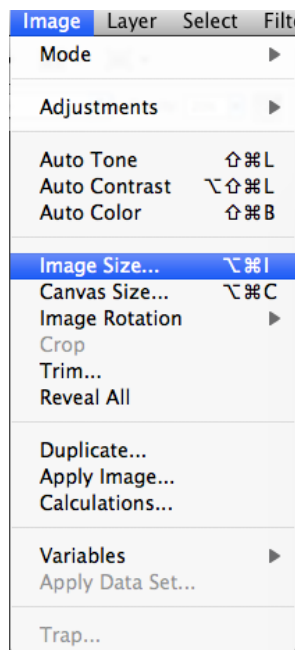 Image Layer Select Filt
Mode ▶
Adjustments ▶
Auto Tone ⇧⌘L
Auto Contrast ⌥⇧⌘L
Auto Color ⇧⌘B
Image Size... ⌥⌘I
Canvas Size... ⌥⌘C
Image Rotation ▶
Crop
Trim...
Reveal All
Duplicate...
Apply Image...
Calculations...
Variables ▶
Apply Data Set...
Trap...